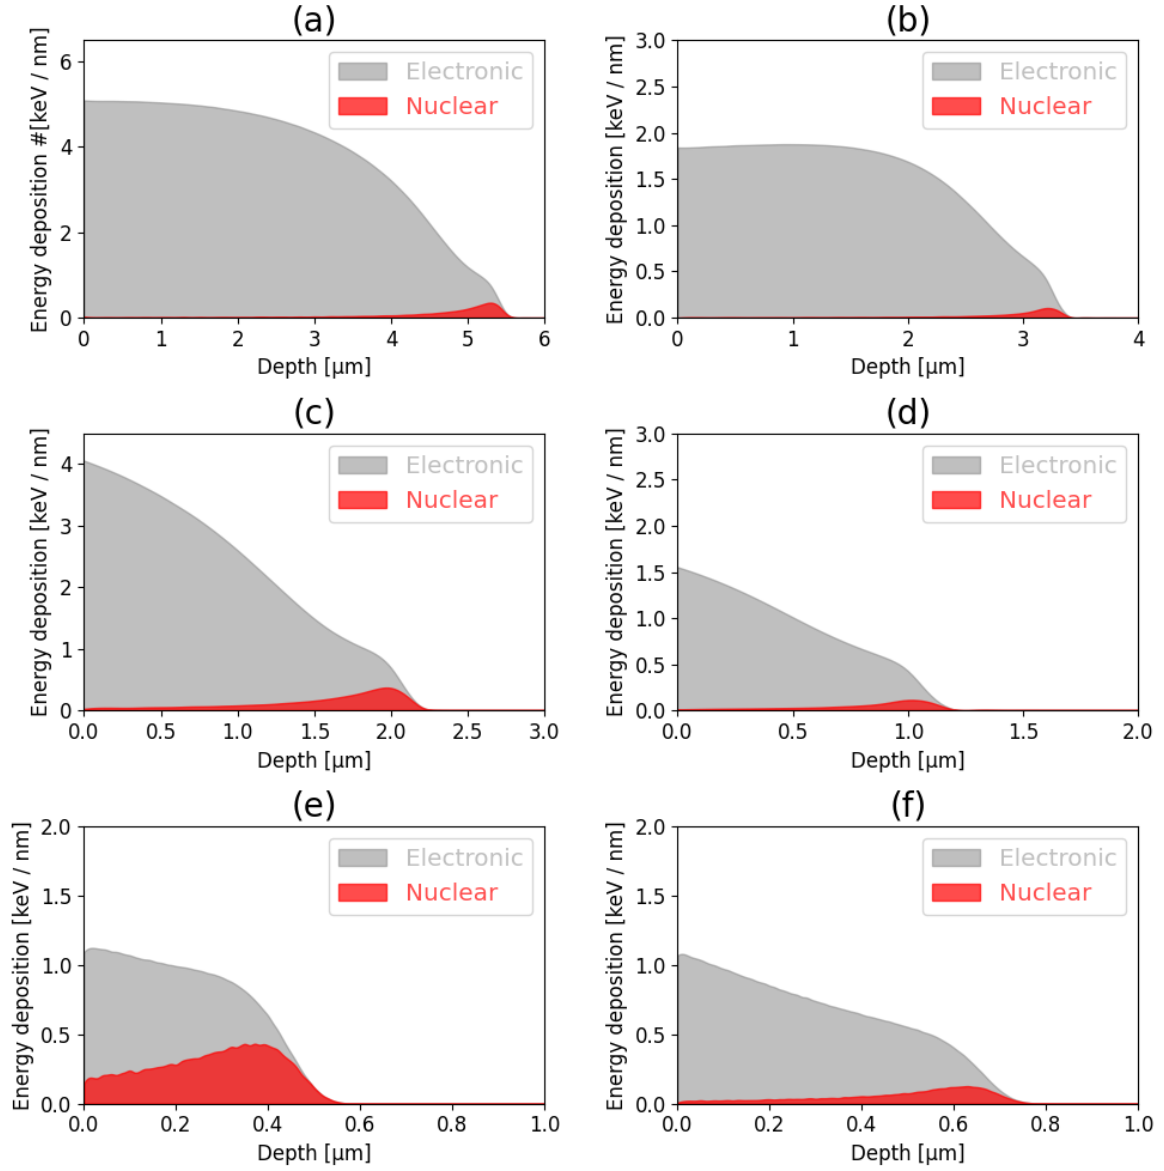 (a)
Energy deposition #[keV / nm]
6
4
2
0
Electronic
Nuclear
0 1 2 3 4 5 6
Depth [µm]
(b)
Energy deposition [keV / nm]
3.0
2.5
2.0
1.5
1.0
0.5
0.0
Electronic
Nuclear
0 1 2 3 4
Depth [µm]
(c)
Energy deposition [keV / nm]
4
3
2
1
0
Electronic
Nuclear
0.0 0.5 1.0 1.5 2.0 2.5 3.0
Depth [µm]
(d)
Energy deposition [keV / nm]
3.0
2.5
2.0
1.5
1.0
0.5
0.0
Electronic
Nuclear
0.0 0.5 1.0 1.5 2.0
Depth [µm]
(e)
Energy deposition [keV / nm]
2.0
1.5
1.0
0.5
0.0
Electronic
Nuclear
0.0 0.2 0.4 0.6 0.8 1.0
Depth [µm]
(f)
Energy deposition [keV / nm]
2.0
1.5
1.0
0.5
0.0
Electronic
Nuclear
0.0 0.2 0.4 0.6 0.8 1.0
Depth [µm]